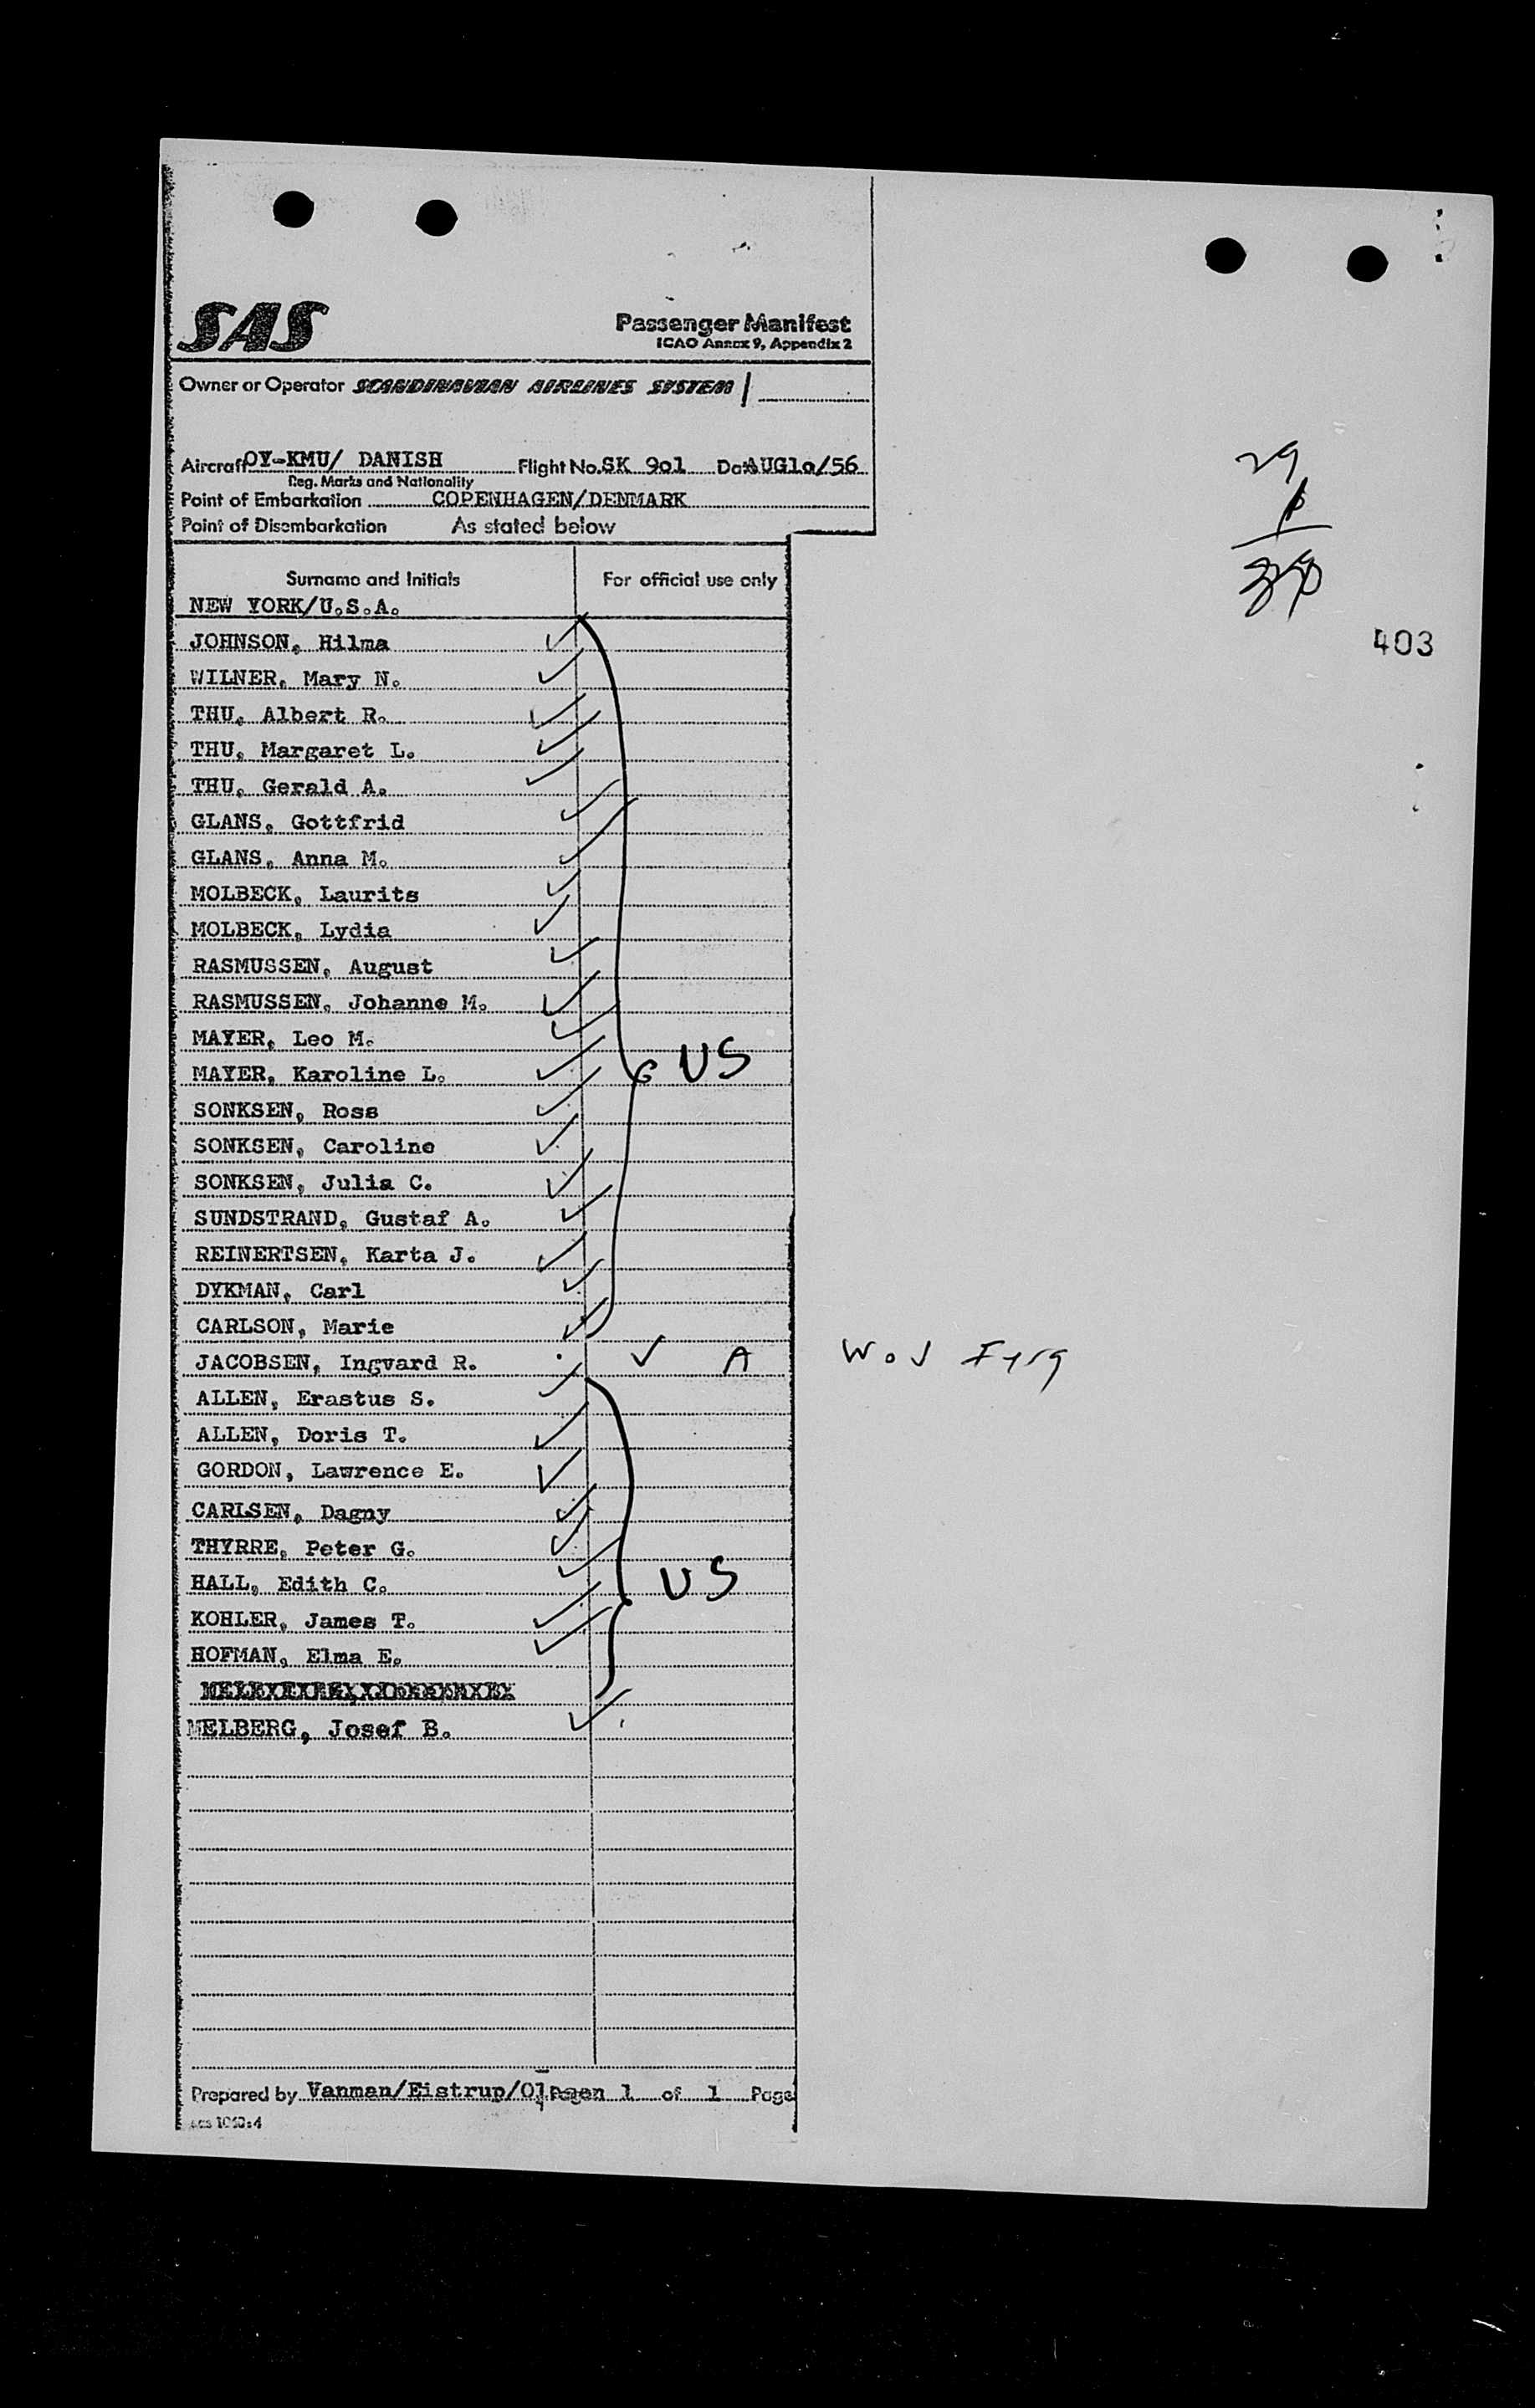 SAS
Passenger Manifest
ICAO Annex 9, Appendix 2
Owner or Operator SCANDINAVIAN AIRLINES SYSTEM
Aircraft OY-KMU/ DANISH Flight No. SK 901 Date AUG10/56
Reg. Marks and Nationality
Point of Embarkation COPENHAGEN/DENMARK
Point of Disembarkation As stated below
29
Surname and Initials For official use only
NEW YORK/U.S.A.
403
JOHNSON, Hilma
WILNER, Mary N.
THU, Albert R.
THU, Margaret L.
THU, Gerald A.
GLANS, Gottfrid
GLANS, Anna M.
MOLBECK, Laurits
MOLBECK, Lydia
RASMUSSEN, August
RASMUSSEN, Johanne M.
MAYER, Leo M.
US
MAYER, Karoline L.
SONKSEN, Ross
SONKSEN, Caroline
SONKSEN, Julia C.
SUNDSTRAND, Gustaf A.
REINERTSEN, Karta J.
DYKMAN, Carl
CARLSON, Marie
JACOBSEN, Ingvard R. A
ALLEN, Erastus S.
ALLEN, Doris T.
GORDON, Lawrence E.
CARLSEN, Dagny
THYRRE, Peter G.
HALL, Edith C. US
KOHLER, James T.
HOFMAN, Elma E.
MELBERG, Josef B.
Prepared by Vanman/Eistrup/ Page 1 of 1 Page